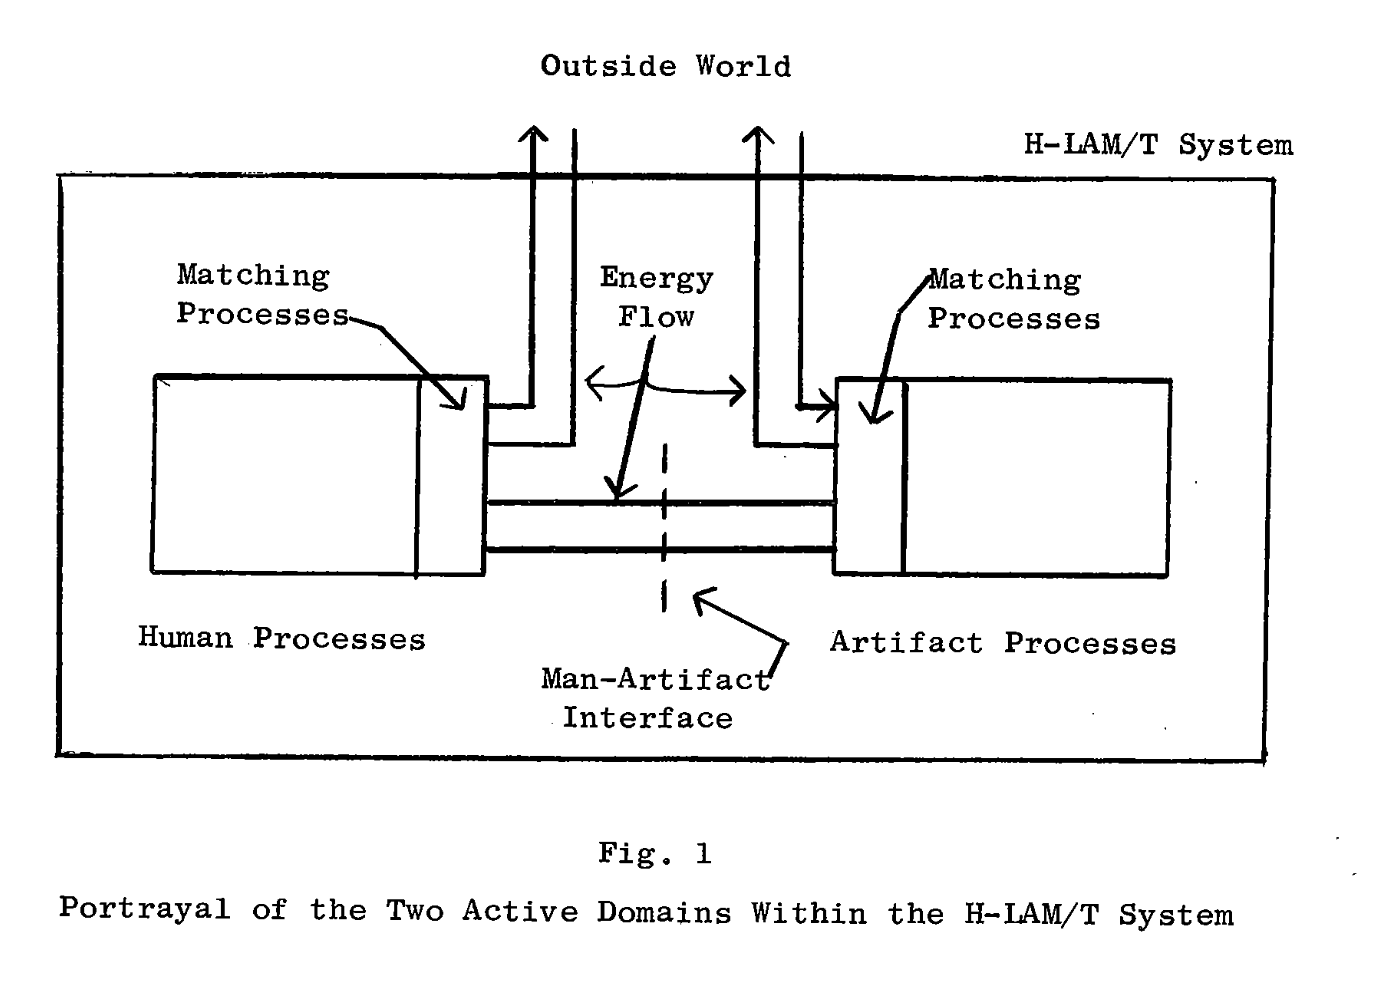 Outside World
H-LAM/T System
Matching
Processes
Energy
Flow
Matching
Processes
Human Processes
Artifact Processes
Man-Artifact
Interface
Fig. 1
Portrayal of the Two Active Domains Within the H-LAM/T System